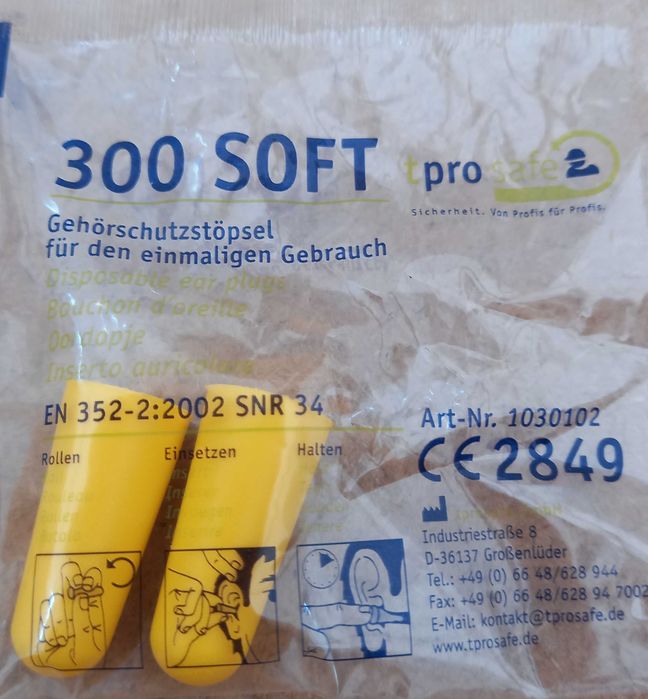 300 SOFT
tprosafe
Sicherheit. Von Profis für Profis.
Gehörschutzstöpsel
für den einmaligen Gebrauch
Disposable ear plugs
Bouchon d'oreille
Oordopje
Inserto auricolare
EN 352-2:2002 SNR 34
Rollen
Einsetzen
Halten
Art-Nr. 1030102
CE 2849
Industriestraße 8
D-36137 Großenlüder
Tel.: +49 (0) 66 48/628 944
Fax: +49 (0) 66 48/628 94 7002
E-Mail: kontakt@tprosafe.de
www.tprosafe.de